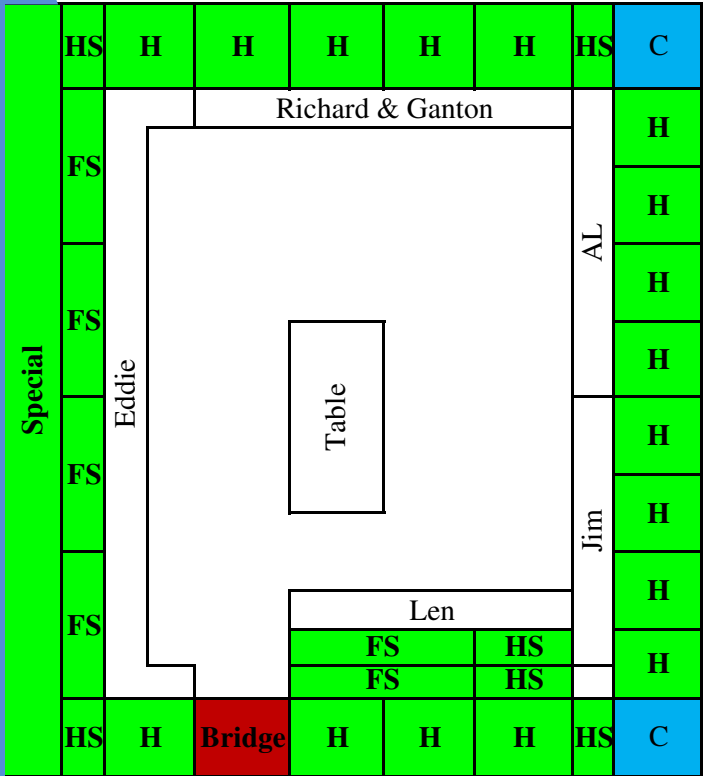 HS H H H H H HS C
Richard & Ganton
H
FS
H
AL
H
FS
H
Special
Eddie
Table
H
FS
H
Jim
H
Len
FS
FS HS
H
FS HS
HS H Bridge H H H HS C